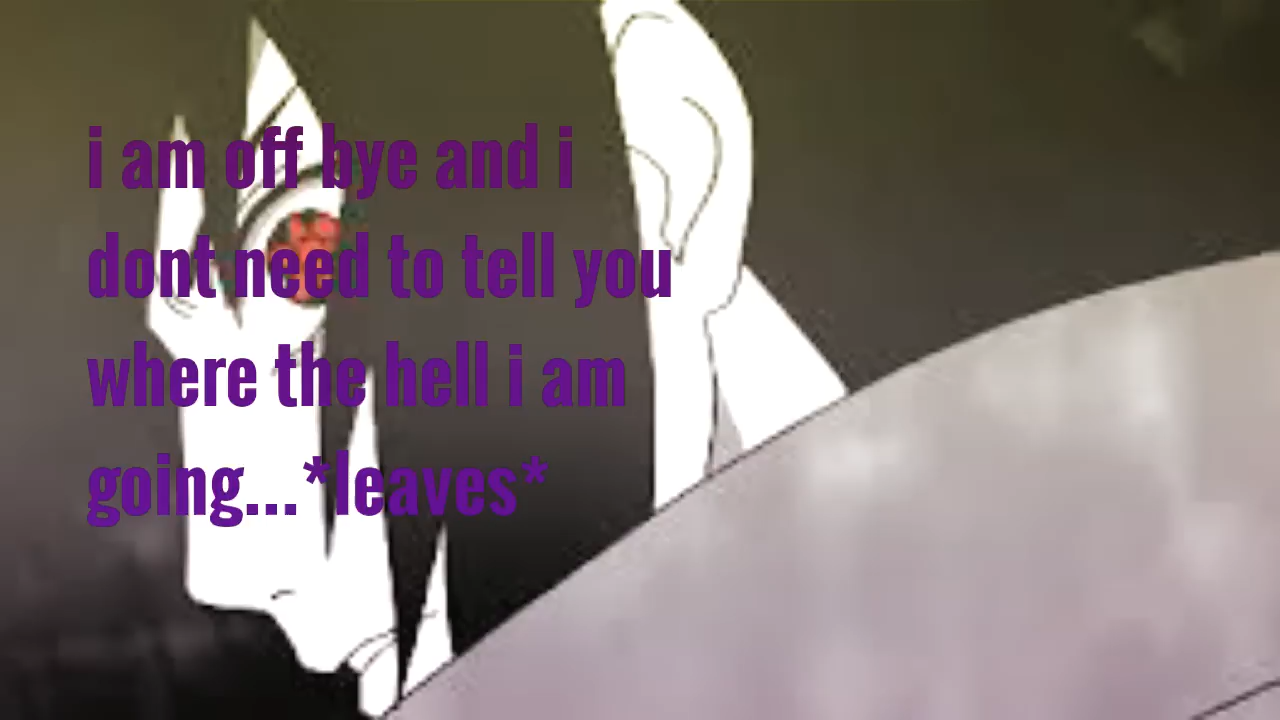 i am off bye and i
dont need to tell you
where the hell i am
going...*leaves*